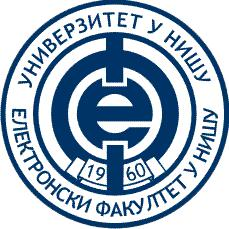 УНИВЕРЗИТЕТ У НИШУ
е
19 60
ЕЛЕКТРОНСКИ ФАКУЛТЕТ У НИШУ